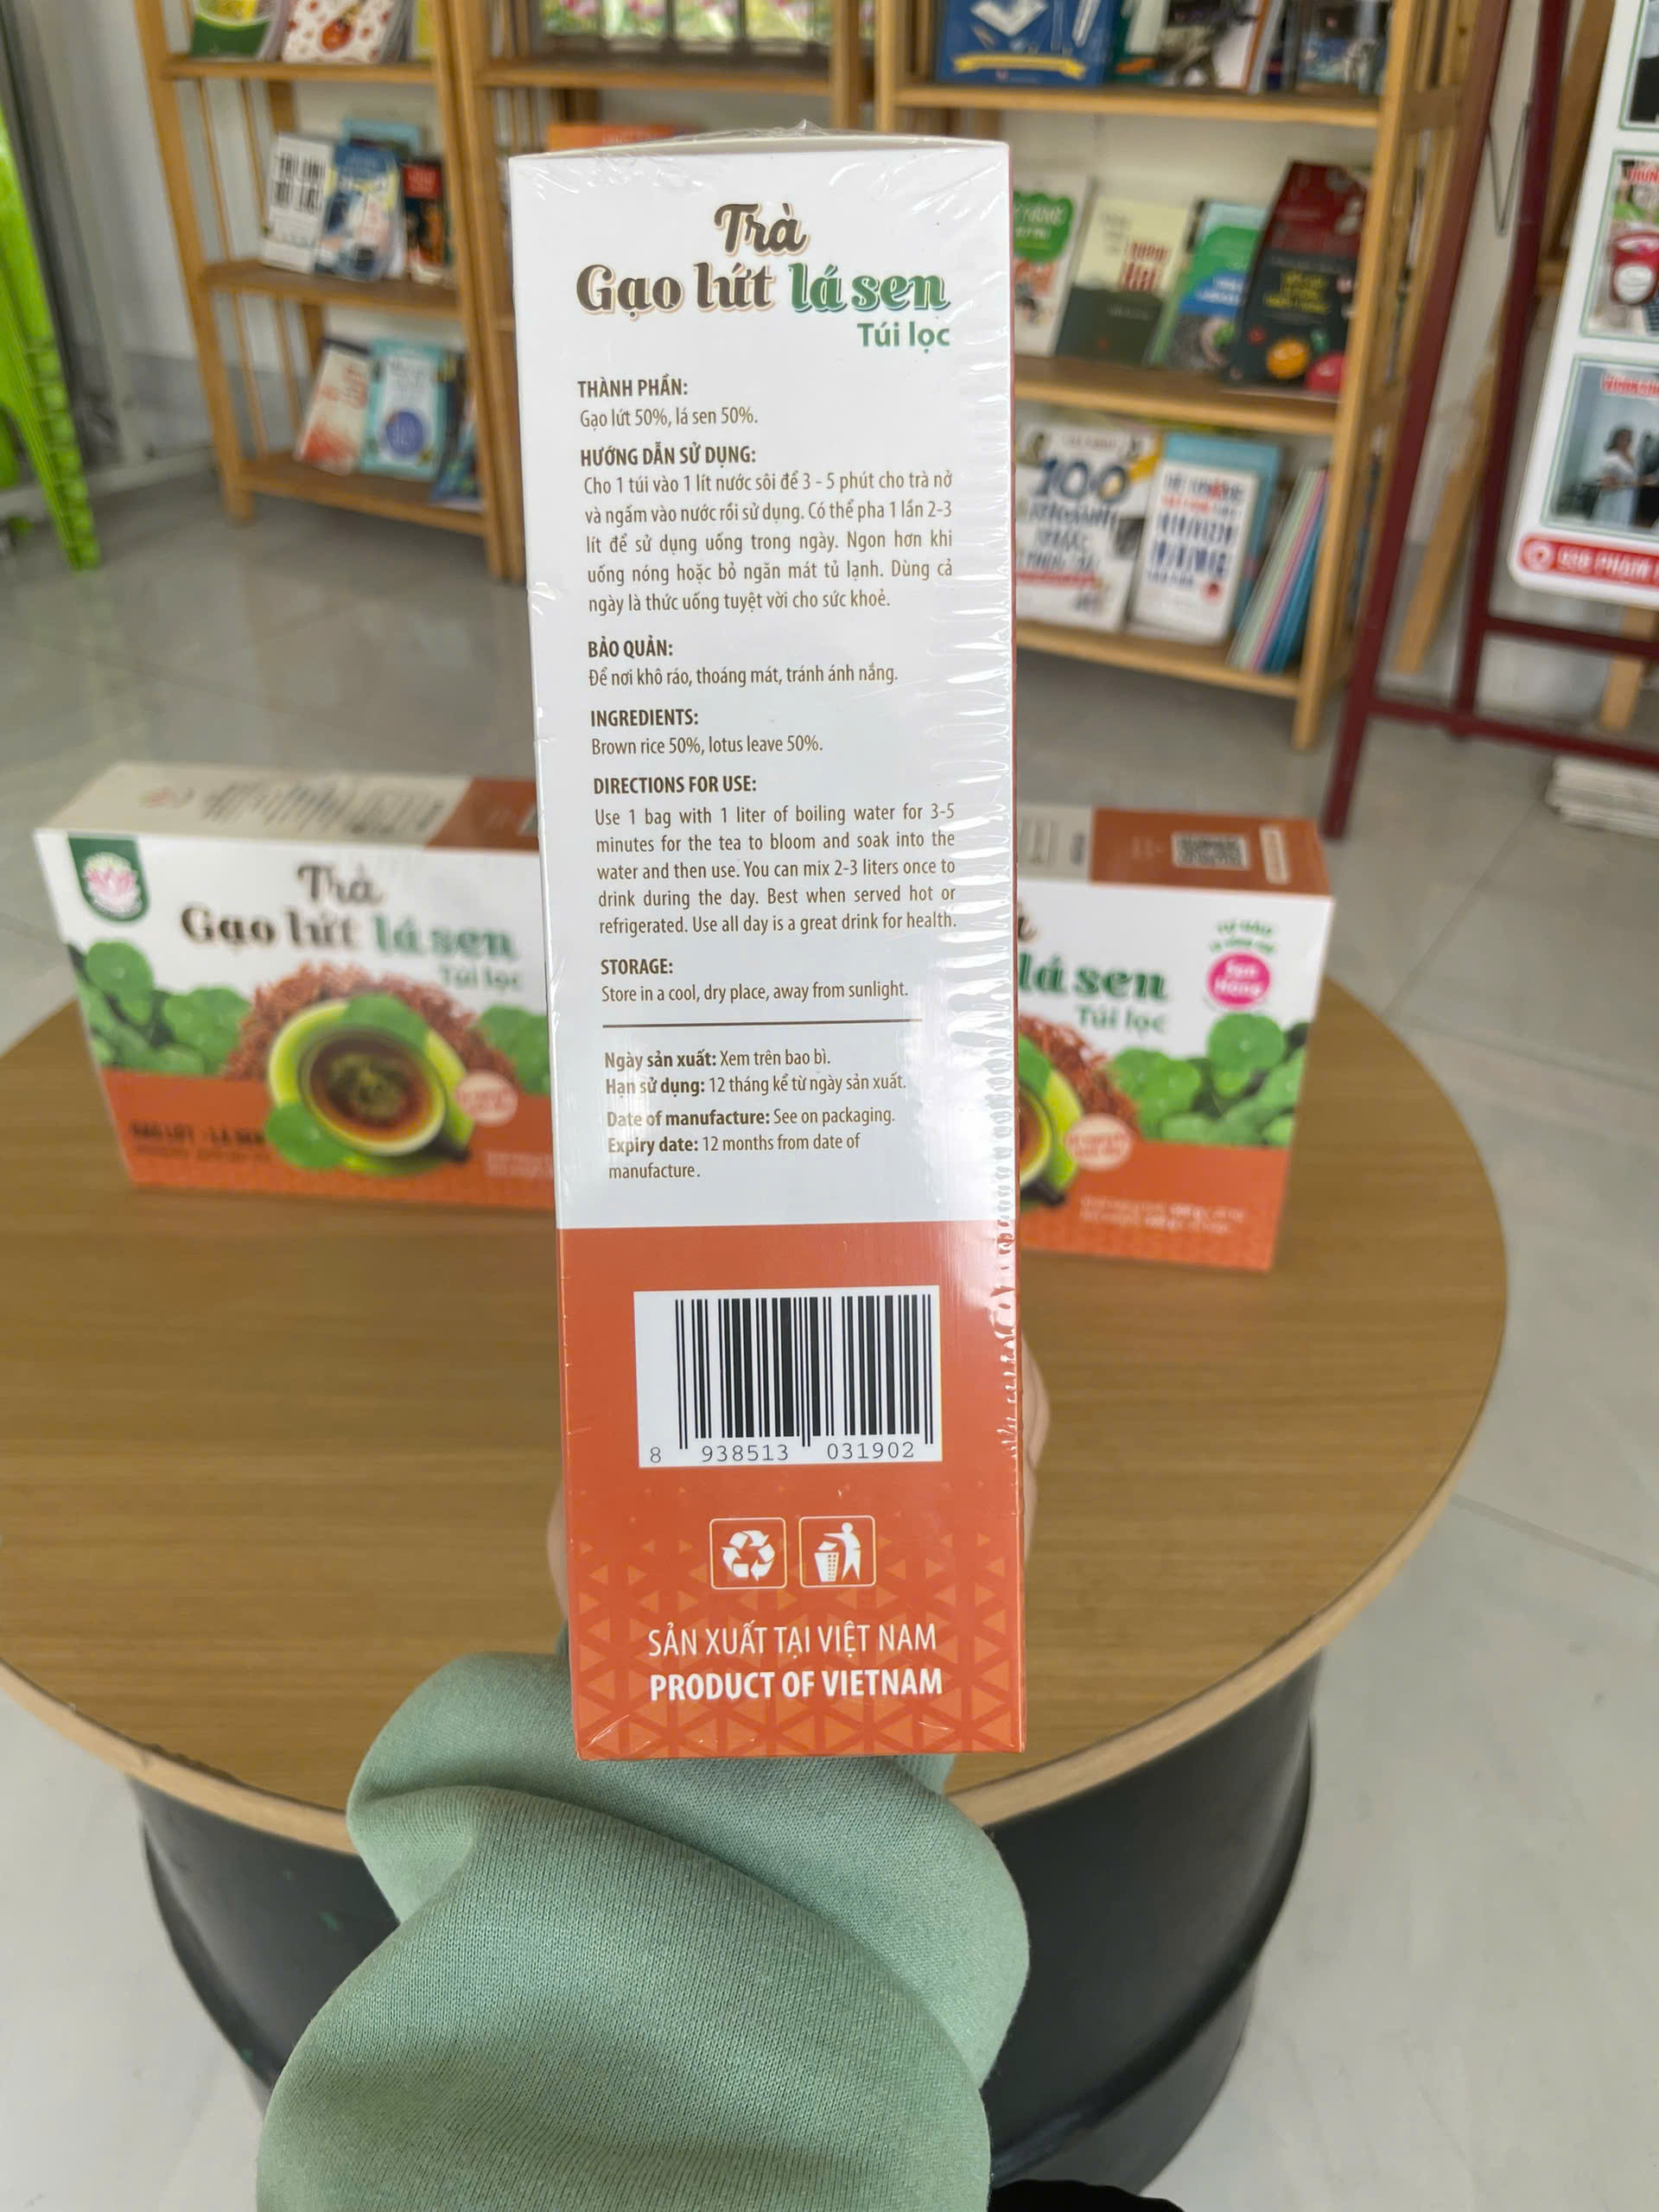 Trà
Gạo lứt lá sen
Túi lọc
THÀNH PHẦN:
Gạo lứt 50%, lá sen 50%.
HƯỚNG DẪN SỬ DỤNG:
Cho 1 túi vào 1 lít nước sôi để 3 - 5 phút cho trà nở
và ngấm vào nước rồi sử dụng. Có thể pha 1 lần 2-3
lít để sử dụng uống trong ngày. Ngon hơn khi
uống nóng hoặc bỏ ngăn mát tủ lạnh. Dùng cả
ngày là thức uống tuyệt vời cho sức khoẻ.
BẢO QUẢN:
Để nơi khô ráo, thoáng mát, tránh ánh nắng.
INGREDIENTS:
Brown rice 50%, lotus leave 50%.
DIRECTIONS FOR USE:
Use 1 bag with 1 liter of boiling water for 3-5
minutes for the tea to bloom and soak into the
water and then use. You can mix 2-3 liters once to
drink during the day. Best when served hot or
refrigerated. Use all day is a great drink for health.
STORAGE:
Store in a cool, dry place, away from sunlight.
Ngày sản xuất: Xem trên bao bì.
Hạn sử dụng: 12 tháng kể từ ngày sản xuất.
Date of manufacture: See on packaging.
Expiry date: 12 months from date of
manufacture.
8 938513 031902
SẢN XUẤT TẠI VIỆT NAM
PRODUCT OF VIETNAM
Trà
Gạo lứt lá sen
Túi lọc
lá sen
Túi lọc
100